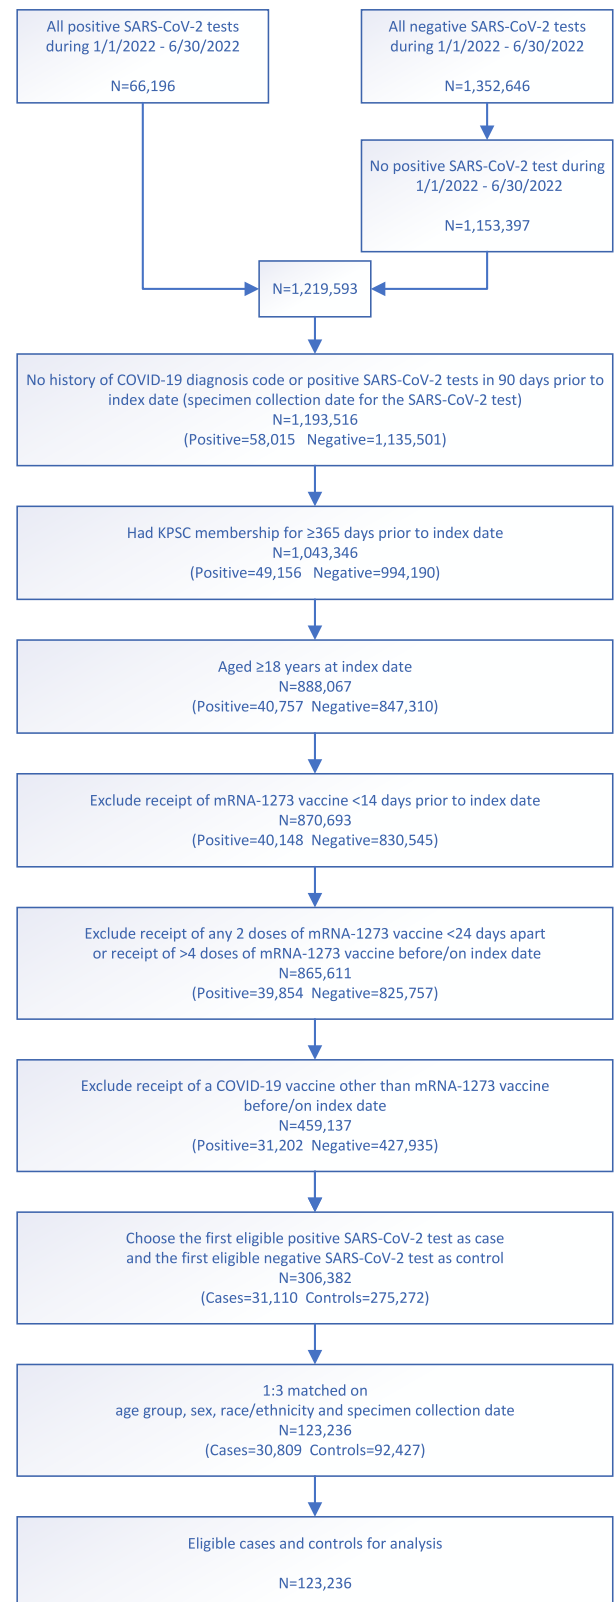 All positive SARS-CoV-2 tests
during 1/1/2022 - 6/30/2022
N=66,196
All negative SARS-CoV-2 tests
during 1/1/2022 - 6/30/2022
N=1,352,646
No positive SARS-CoV-2 test during
1/1/2022 - 6/30/2022
N=1,153,397
N=1,219,593
No history of COVID-19 diagnosis code or positive SARS-CoV-2 tests in 90 days prior to
index date (specimen collection date for the SARS-CoV-2 test)
N=1,193,516
(Positive=58,015 Negative=1,135,501)
Had KPSC membership for ≥365 days prior to index date
N=1,043,346
(Positive=49,156 Negative=994,190)
Aged ≥18 years at index date
N=888,067
(Positive=40,757 Negative=847,310)
Exclude receipt of mRNA-1273 vaccine <14 days prior to index date
N=870,693
(Positive=40,148 Negative=830,545)
Exclude receipt of any 2 doses of mRNA-1273 vaccine <24 days apart
or receipt of >4 doses of mRNA-1273 vaccine before/on index date
N=865,611
(Positive=39,854 Negative=825,757)
Exclude receipt of a COVID-19 vaccine other than mRNA-1273 vaccine
before/on index date
N=459,137
(Positive=31,202 Negative=427,935)
Choose the first eligible positive SARS-CoV-2 test as case
and the first eligible negative SARS-CoV-2 test as control
N=306,382
(Cases=31,110 Controls=275,272)
1:3 matched on
age group, sex, race/ethnicity and specimen collection date
N=123,236
(Cases=30,809 Controls=92,427)
Eligible cases and controls for analysis
N=123,236